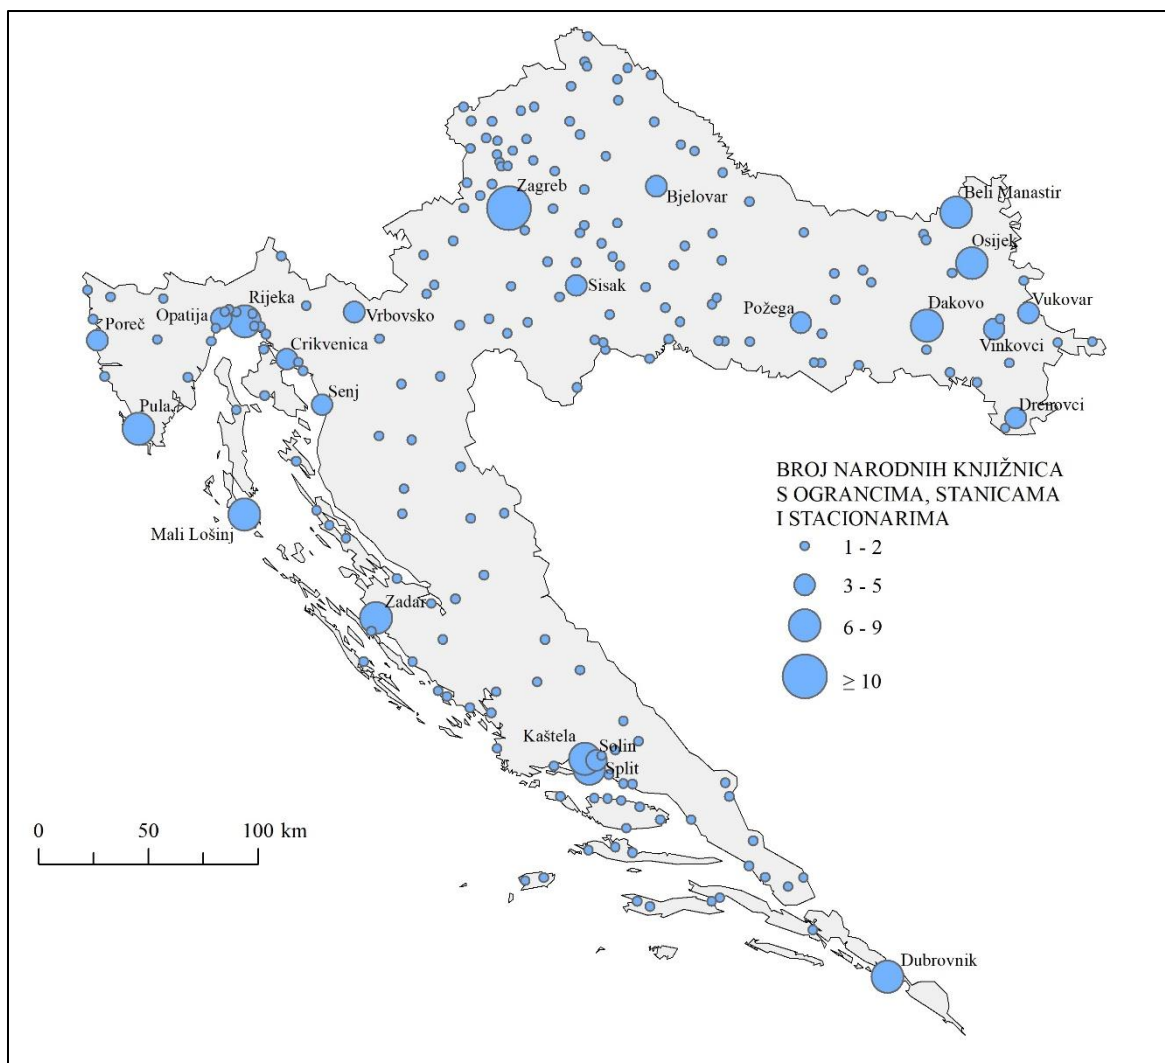 Zagreb
Bjelovar
Beli Manastir
Osijek
Sisak
Rijeka
Opatija
Vrbovsko
Đakovo
Vukovar
Požega
Poreč
Vinkovci
Crikvenica
Senj
Pula
Drenovci
BROJ NARODNIH KNJIŽNICA
S OGRANCIMA, STANICAMA
I STACIONARIMA
1 - 2
3 - 5
6 - 9
≥ 10
Mali Lošinj
Zadar
Kaštela
Solin
Split
0 50 100 km
Dubrovnik